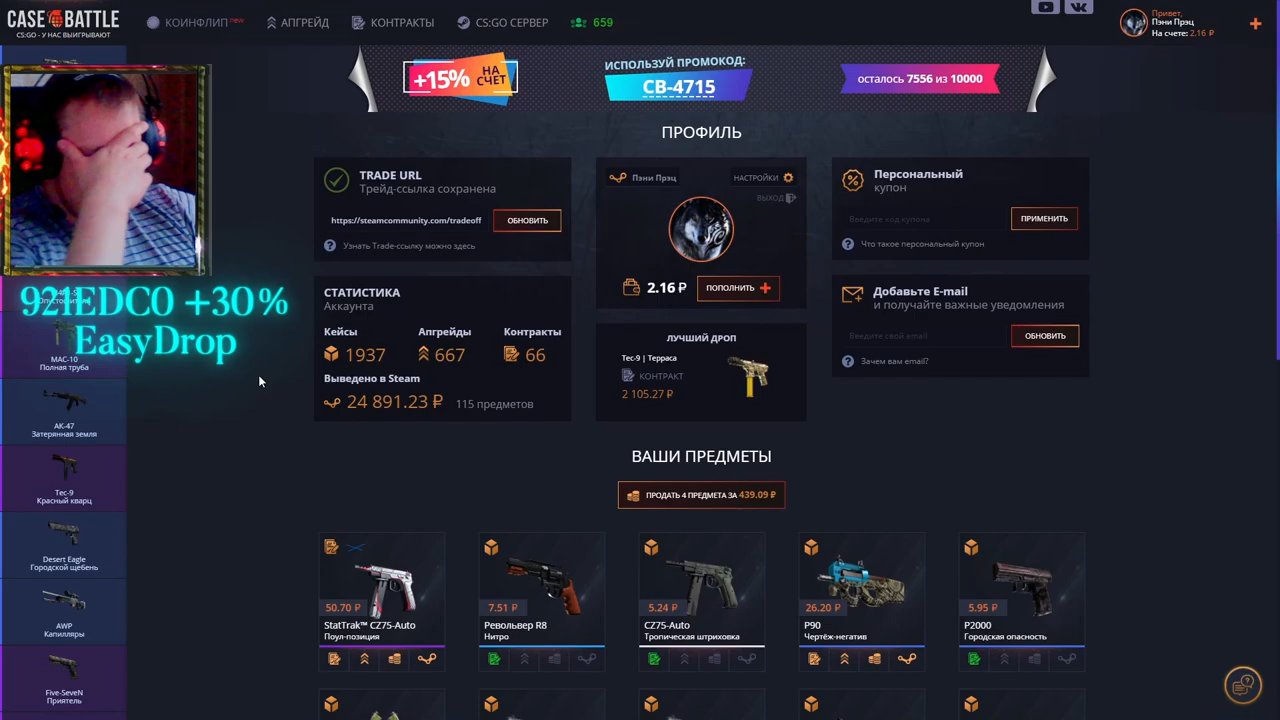 CASE BATTLE
CS:GO - У НАС ВЫИГРЫВАЮТ
КОИНФЛИП new
АПГРЕЙД
КОНТРАКТЫ
CS:GO СЕРВЕР
659
Привет,
Пэни Прэц
На счете: 2.16 ₽
+15% НА СЧЕТ
ИСПОЛЬЗУЙ ПРОМОКОД:
CB-4715
осталось 7556 из 10000
ПРОФИЛЬ
TRADE URL
Трейд-ссылка сохранена
https://steamcommunity.com/tradeoff
ОБНОВИТЬ
Узнать Trade-ссылку можно здесь
Пэни Прэц
НАСТРОЙКИ
ВЫХОД
2.16 ₽
ПОПОЛНИТЬ
Персональный
купон
Введите код купона
ПРИМЕНИТЬ
Что такое персональный купон
СТАТИСТИКА
Аккаунта
Кейсы
Апгрейды
Контракты
1937
667
66
Выведено в Steam
24 891.23 ₽
115 предметов
ЛУЧШИЙ ДРОП
Tec-9 | Терраса
КОНТРАКТ
2 105.27 ₽
Добавьте E-mail
и получайте важные уведомления
Введите свой email
ОБНОВИТЬ
Зачем вам email?
921EDC0 +30%
EasyDrop
MAC-10
Полная труба
AK-47
Затерянная земля
Tec-9
Красный кварц
Desert Eagle
Городской щебень
AWP
Капилляры
Five-SeveN
Приятель
ВАШИ ПРЕДМЕТЫ
ПРОДАТЬ 4 ПРЕДМЕТА ЗА 439.09 ₽
50.70 ₽
StatTrak™ CZ75-Auto
Поул-позиция
7.51 ₽
Револьвер R8
Нитро
5.24 ₽
CZ75-Auto
Тропическая штриховка
26.20 ₽
P90
Чертёж-негатив
5.95 ₽
P2000
Городская опасность